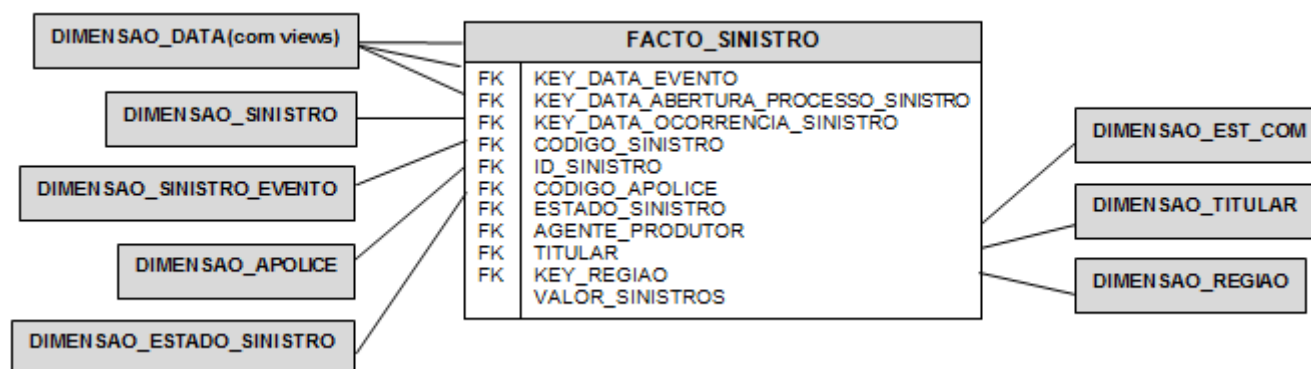 DIMENSAO_DATA(com views)
DIMENSAO_SINISTRO
DIMENSAO_SINISTRO_EVENTO
DIMENSAO_APOLICE
DIMENSAO_ESTADO_SINISTRO
FACTO_SINISTRO
FK KEY_DATA_EVENTO
FK KEY_DATA_ABERTURA_PROCESSO_SINISTRO
FK KEY_DATA_OCORRENCIA_SINISTRO
FK CODIGO_SINISTRO
FK ID_SINISTRO
FK CODIGO_APOLICE
FK ESTADO_SINISTRO
FK AGENTE_PRODUTOR
FK TITULAR
FK KEY_REGIAO
VALOR_SINISTROS
DIMENSAO_EST_COM
DIMENSAO_TITULAR
DIMENSAO_REGIAO